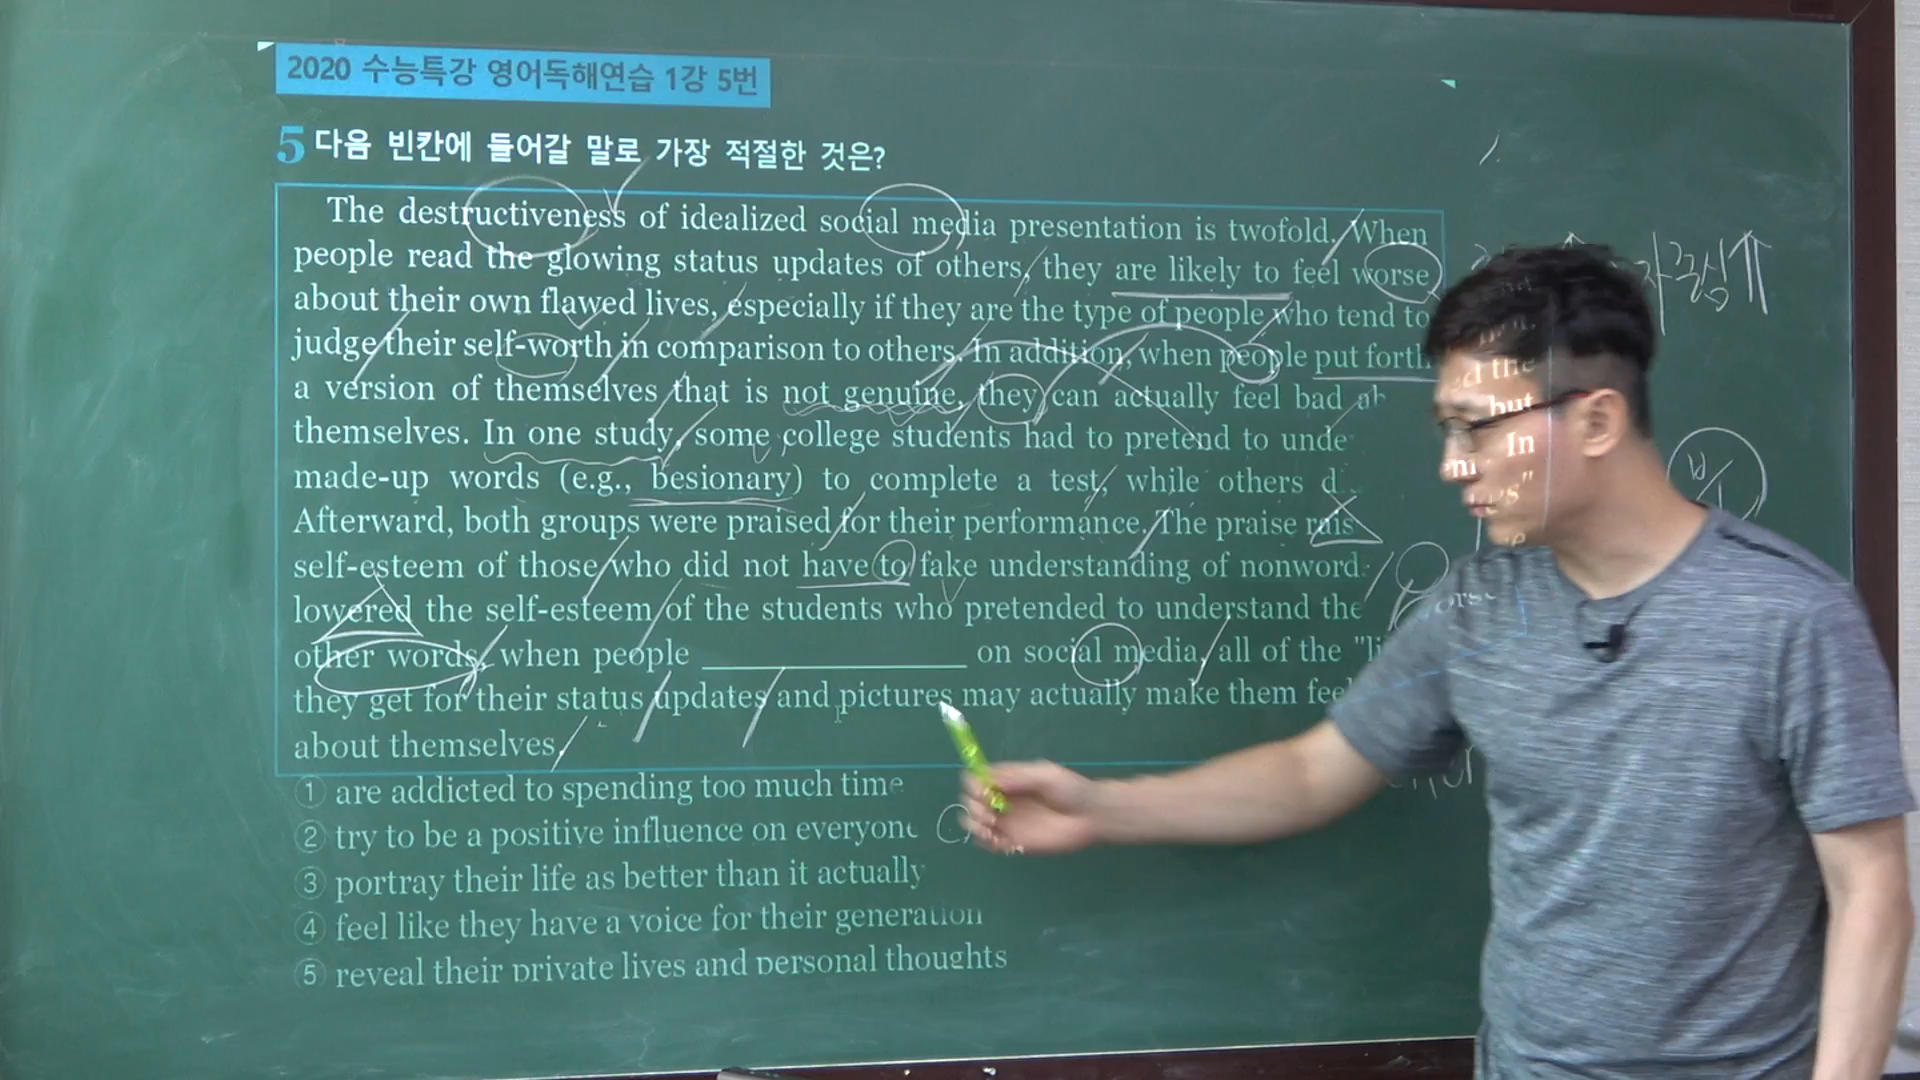 2020 수능특강 영어독해연습 1강 5번
5 다음 빈칸에 들어갈 말로 가장 적절한 것은?
The destructiveness of idealized social media presentation is twofold. When
people read the glowing status updates of others, they are likely to feel worse
about their own flawed lives, especially if they are the type of people who tend to
judge their self-worth in comparison to others. In addition, when people put forth
a version of themselves that is not genuine, they can actually feel bad
themselves. In one study, some college students had to pretend to
made-up words (e.g., besionary) to complete a test, while others
Afterward, both groups were praised for their performance. The praise
self-esteem of those who did not have to fake understanding of
lowered the self-esteem of the students who pretended to understand
other words, when people ____________ on social media, all of the
they get for their status updates and pictures may actually make them
about themselves.
① are addicted to spending too much time
② try to be a positive influence on
③ portray their life as better than it actually
④ feel like they have a voice for their generation
⑤ reveal their private lives and personal thoughts
자존심⇑
ed the
but
In